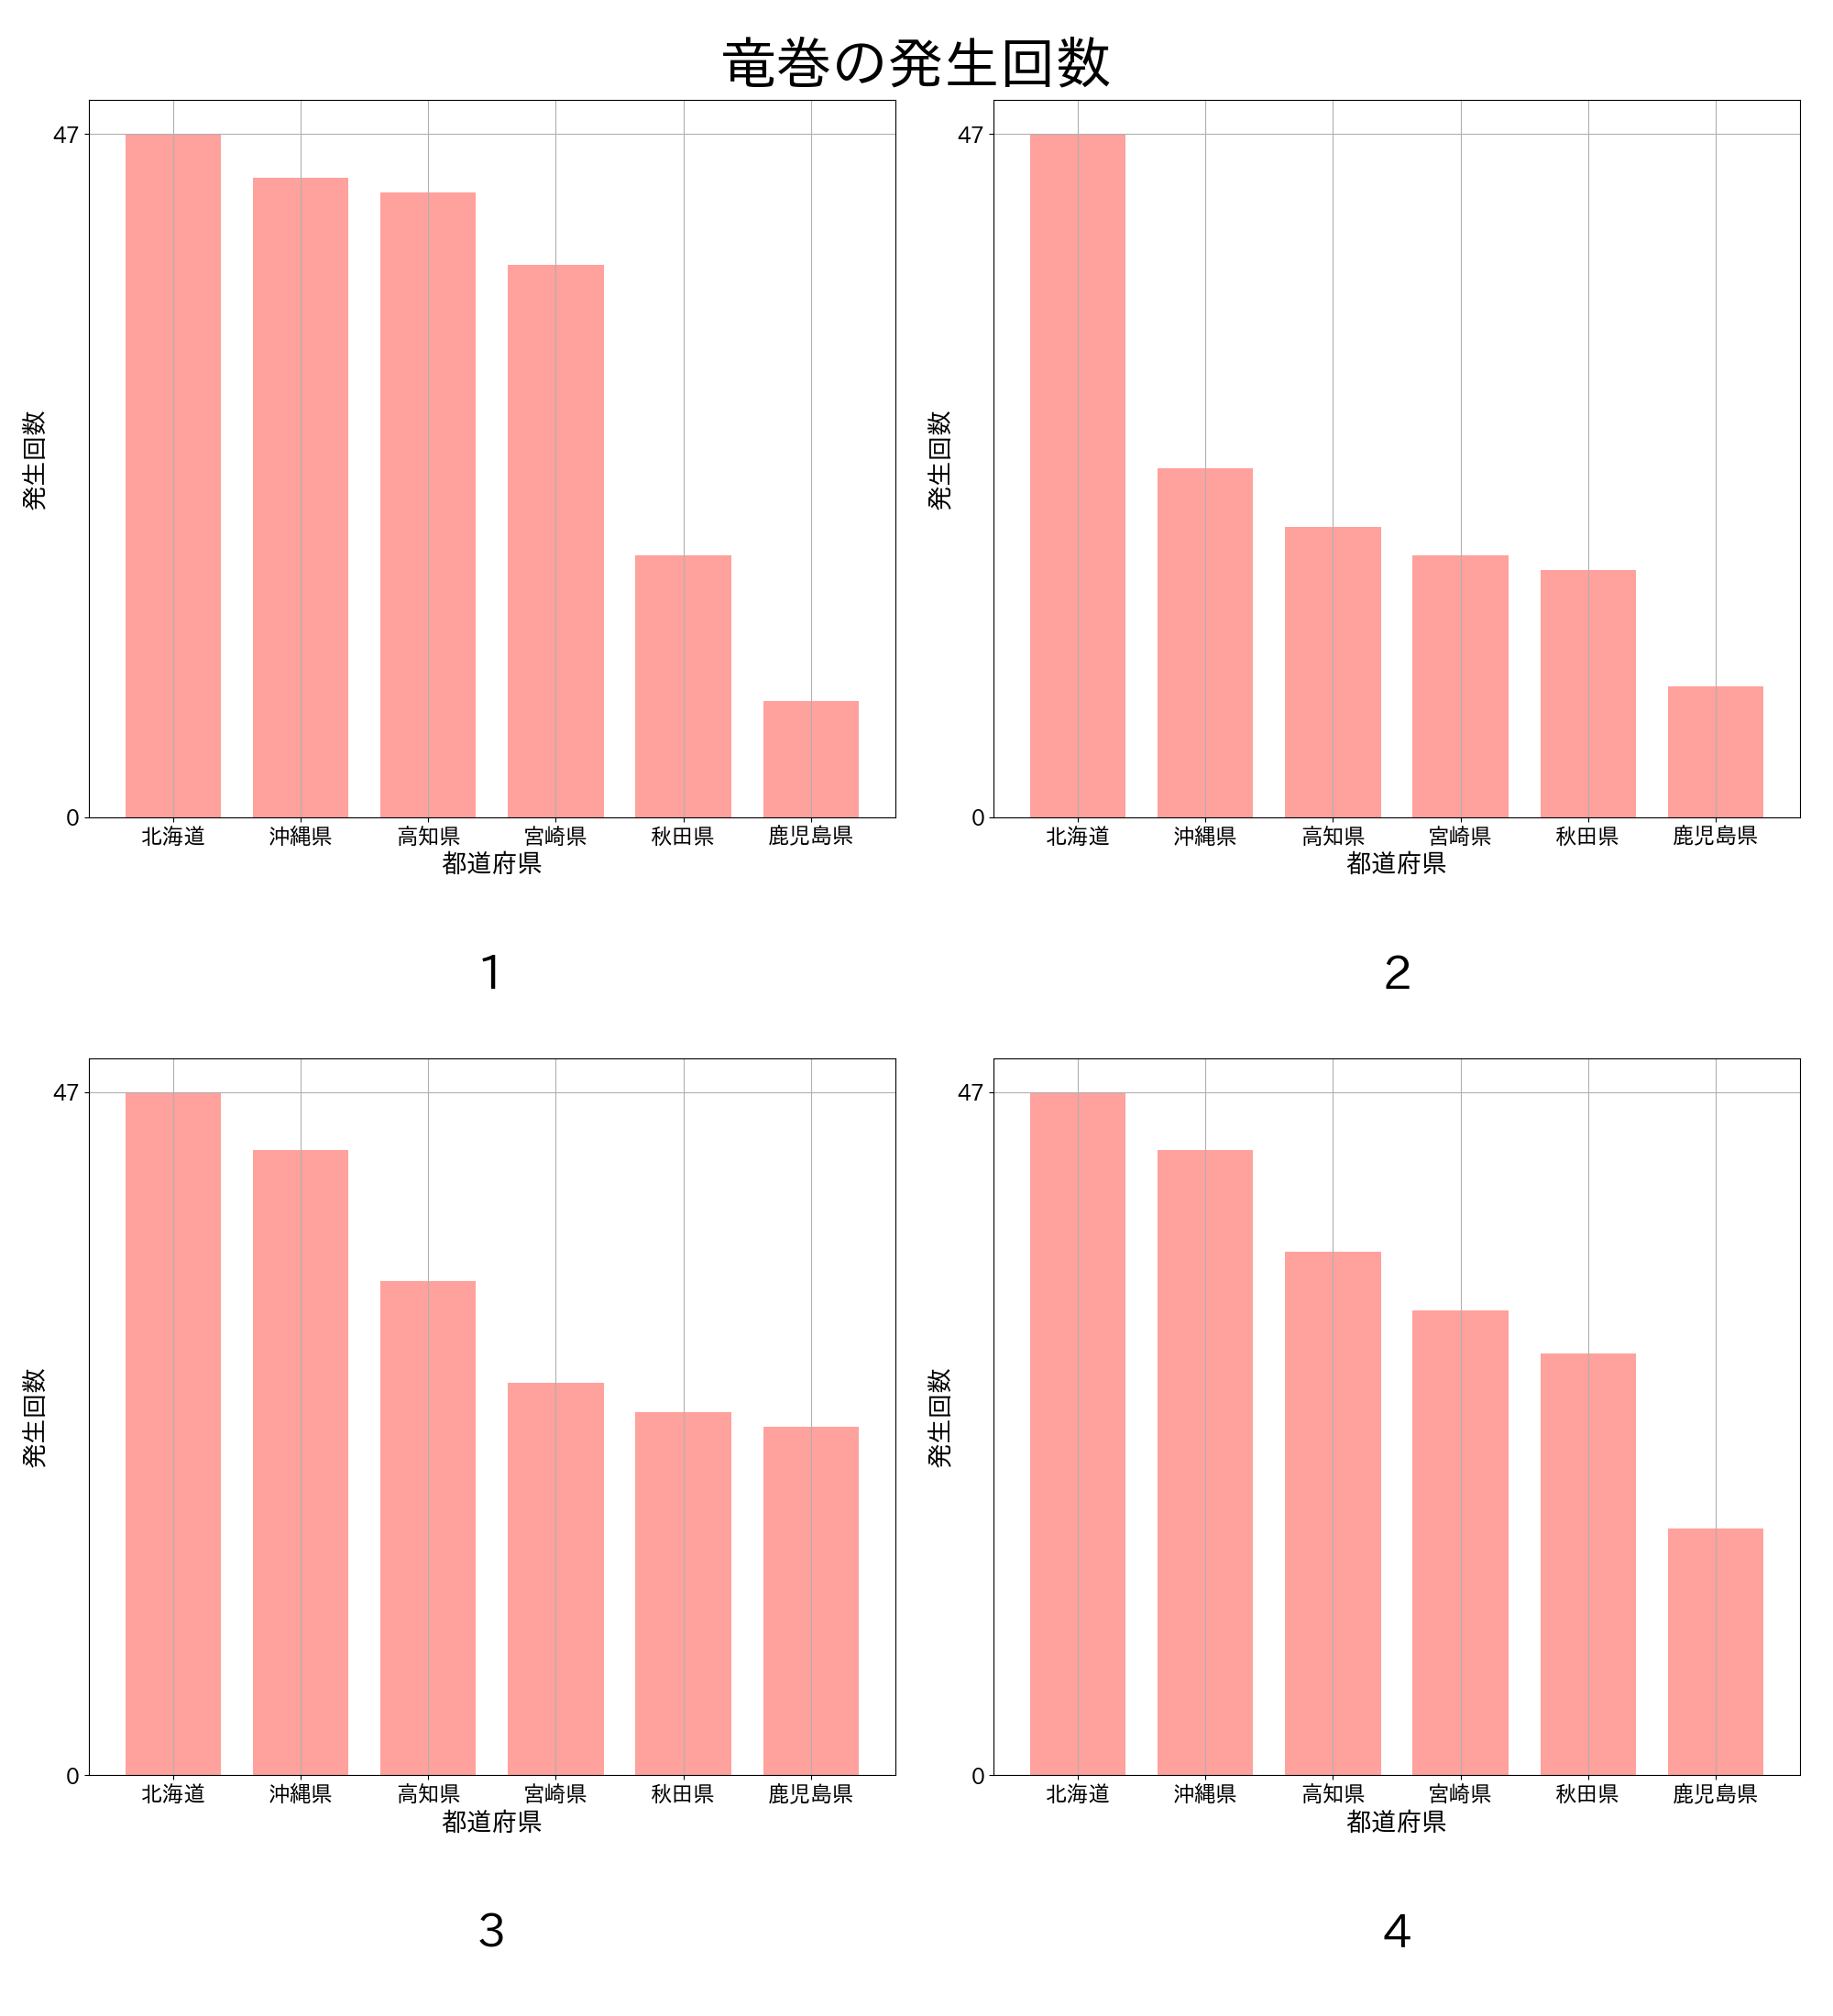 竜巻の発生回数
47
0
発生回数
北海道 沖縄県 高知県 宮崎県 秋田県 鹿児島県
都道府県
1
47
0
発生回数
北海道 沖縄県 高知県 宮崎県 秋田県 鹿児島県
都道府県
2
47
0
発生回数
北海道 沖縄県 高知県 宮崎県 秋田県 鹿児島県
都道府県
3
47
0
発生回数
北海道 沖縄県 高知県 宮崎県 秋田県 鹿児島県
都道府県
4